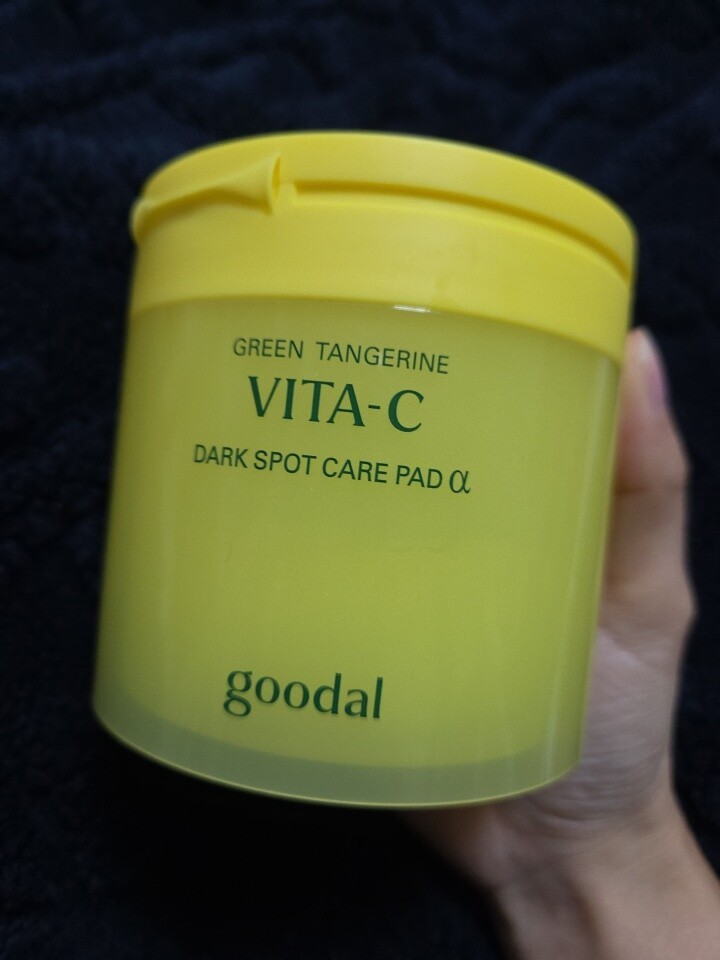 GREEN TANGERINE
VITA-C
DARK SPOT CARE PAD α
goodal